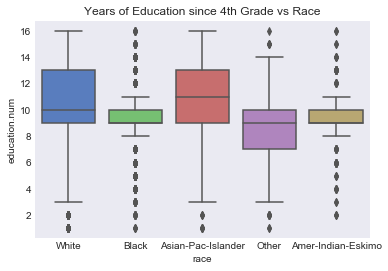 Years of Education since 4th Grade vs Race
16
14
12
10
8
6
4
2
education.num
White Black Asian-Pac-Islander Other Amer-Indian-Eskimo
race